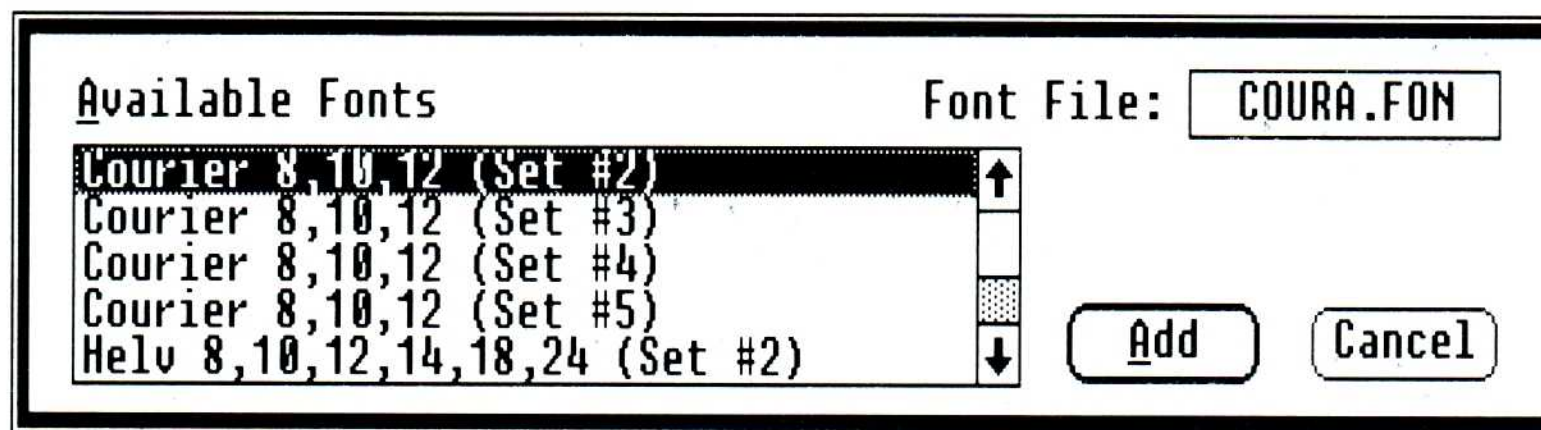 Available Fonts
Font File: COURA.FON
Courier 8,10,12 (Set #2)
Courier 8,10,12 (Set #3)
Courier 8,10,12 (Set #4)
Courier 8,10,12 (Set #5)
Helv 8,10,12,14,18,24 (Set #2)
Add
Cancel